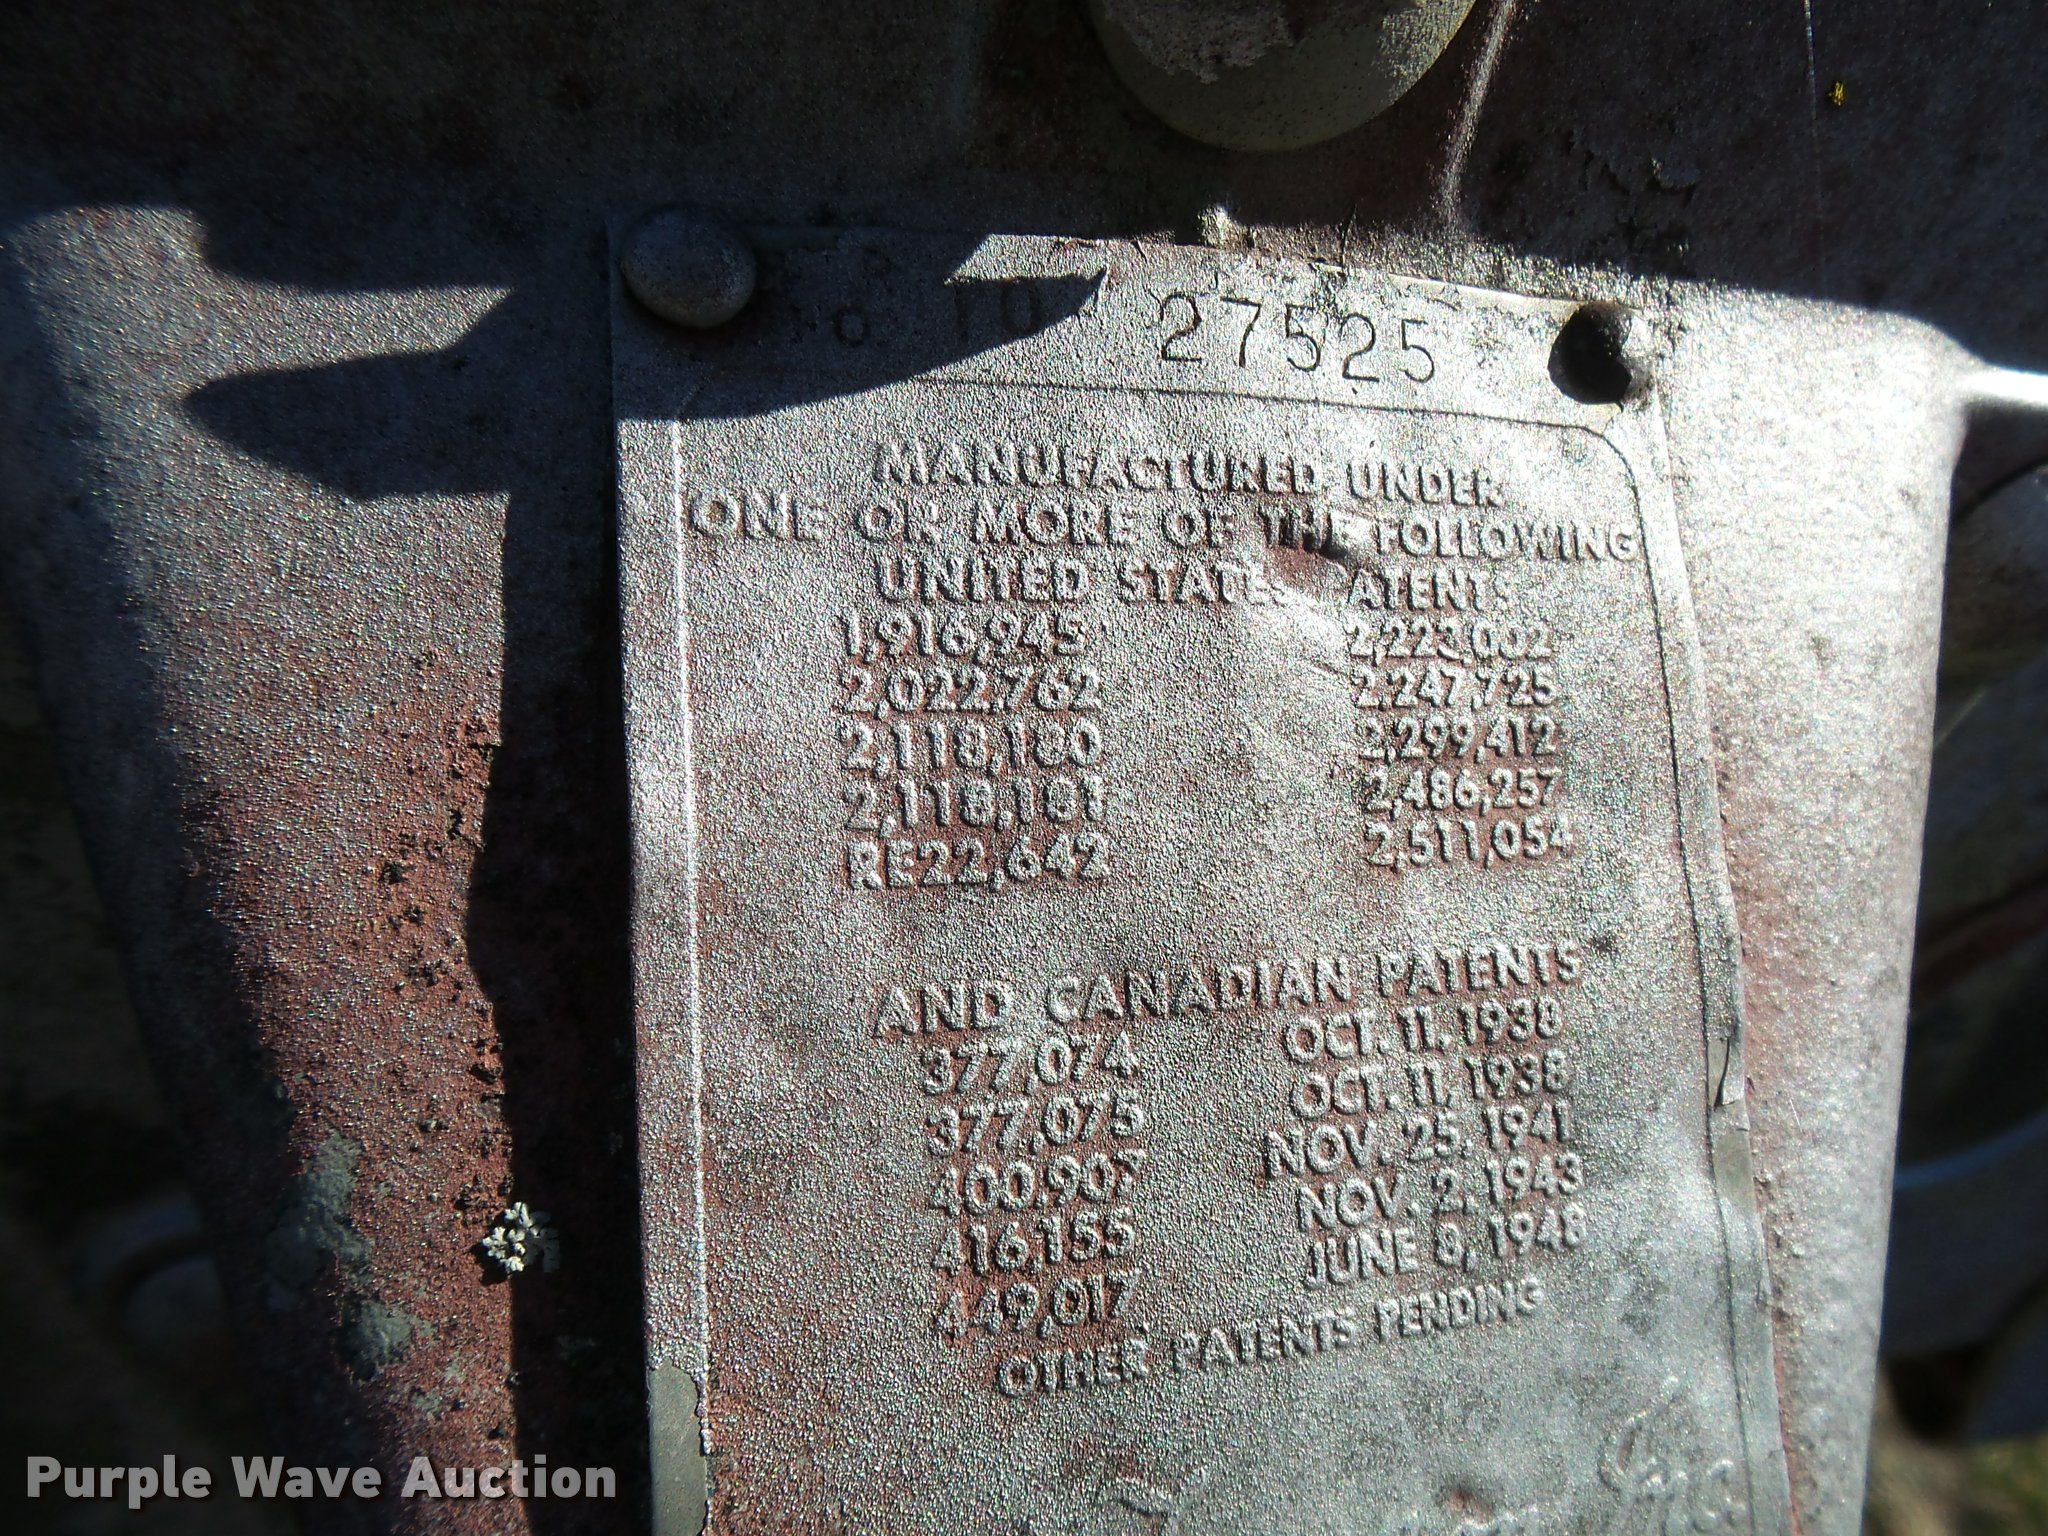 27525
MANUFACTURED UNDER
ONE OR MORE OF THE FOLLOWING
UNITED STATES PATENTS
1,916,945 2,223,002
2,022,762 2,247,725
2,118,180 2,299,412
2,118,181 2,486,257
RE22,642 2,511,054
AND CANADIAN PATENTS
377,074 OCT. 11, 1938
377,075 OCT. 11, 1938
400,907 NOV. 25, 1941
416,155 NOV. 2, 1943
449,017 JUNE 8, 1948
OTHER PATENTS PENDING
Purple Wave Auction